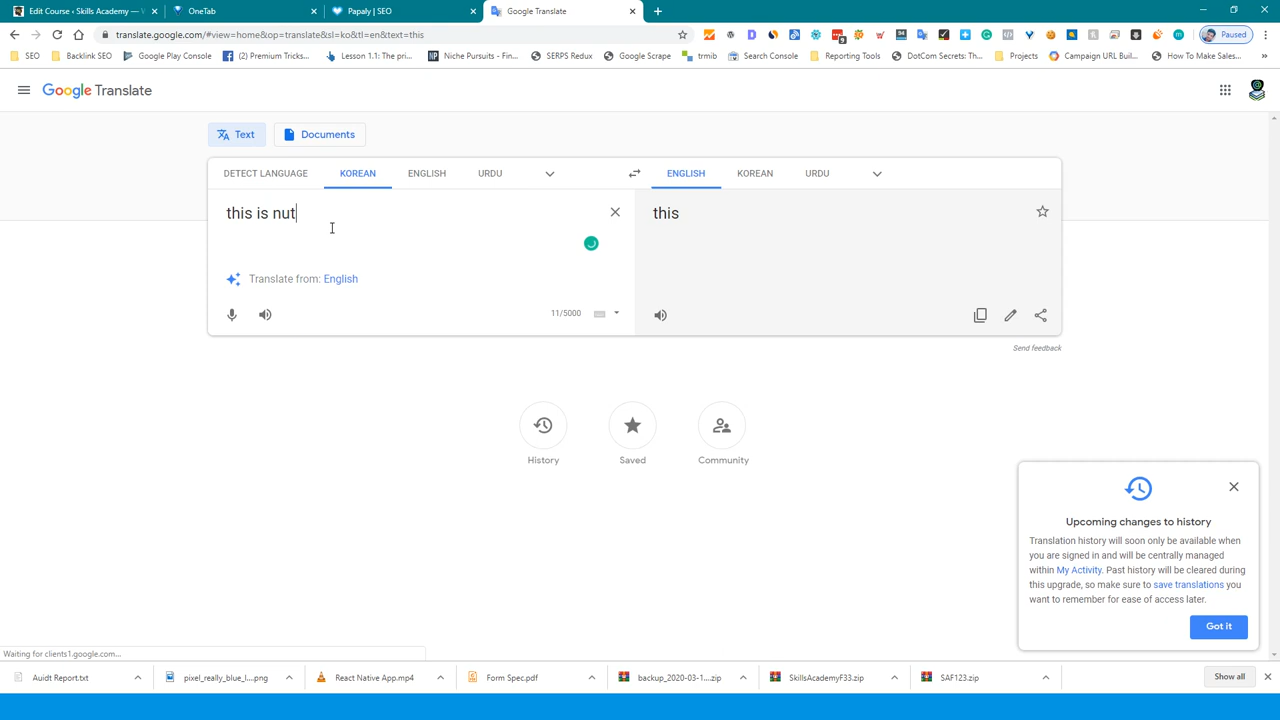 Edit Course ‹ Skills Academy — V
OneTab
Papaly | SEO
Google Translate
translate.google.com/#view=home&op=translate&sl=ko&tl=en&text=this
Paused
SEO
Backlink SEO
Google Play Console
(2) Premium Tricks...
Lesson 1.1: The pri...
Niche Pursuits - Fin...
SERPS Redux
Google Scrape
trmib
Search Console
Reporting Tools
DotCom Secrets: Th...
Projects
Campaign URL Buil...
How To Make Sales...
»
Google Translate
Text
Documents
DETECT LANGUAGE
KOREAN
ENGLISH
URDU
ENGLISH
KOREAN
URDU
this is nut
this
Translate from: English
11/5000
Send feedback
History
Saved
Community
Upcoming changes to history
Translation history will soon only be available when
you are signed in and will be centrally managed
within My Activity. Past history will be cleared during
this upgrade, so make sure to save translations you
want to remember for ease of access later.
Got it
Waiting for clients1.google.com...
Auidt Report.txt
pixel_really_blue_l....png
React Native App.mp4
Form Spec.pdf
backup_2020-03-1....zip
SkillsAcademyF33.zip
SAF123.zip
Show all